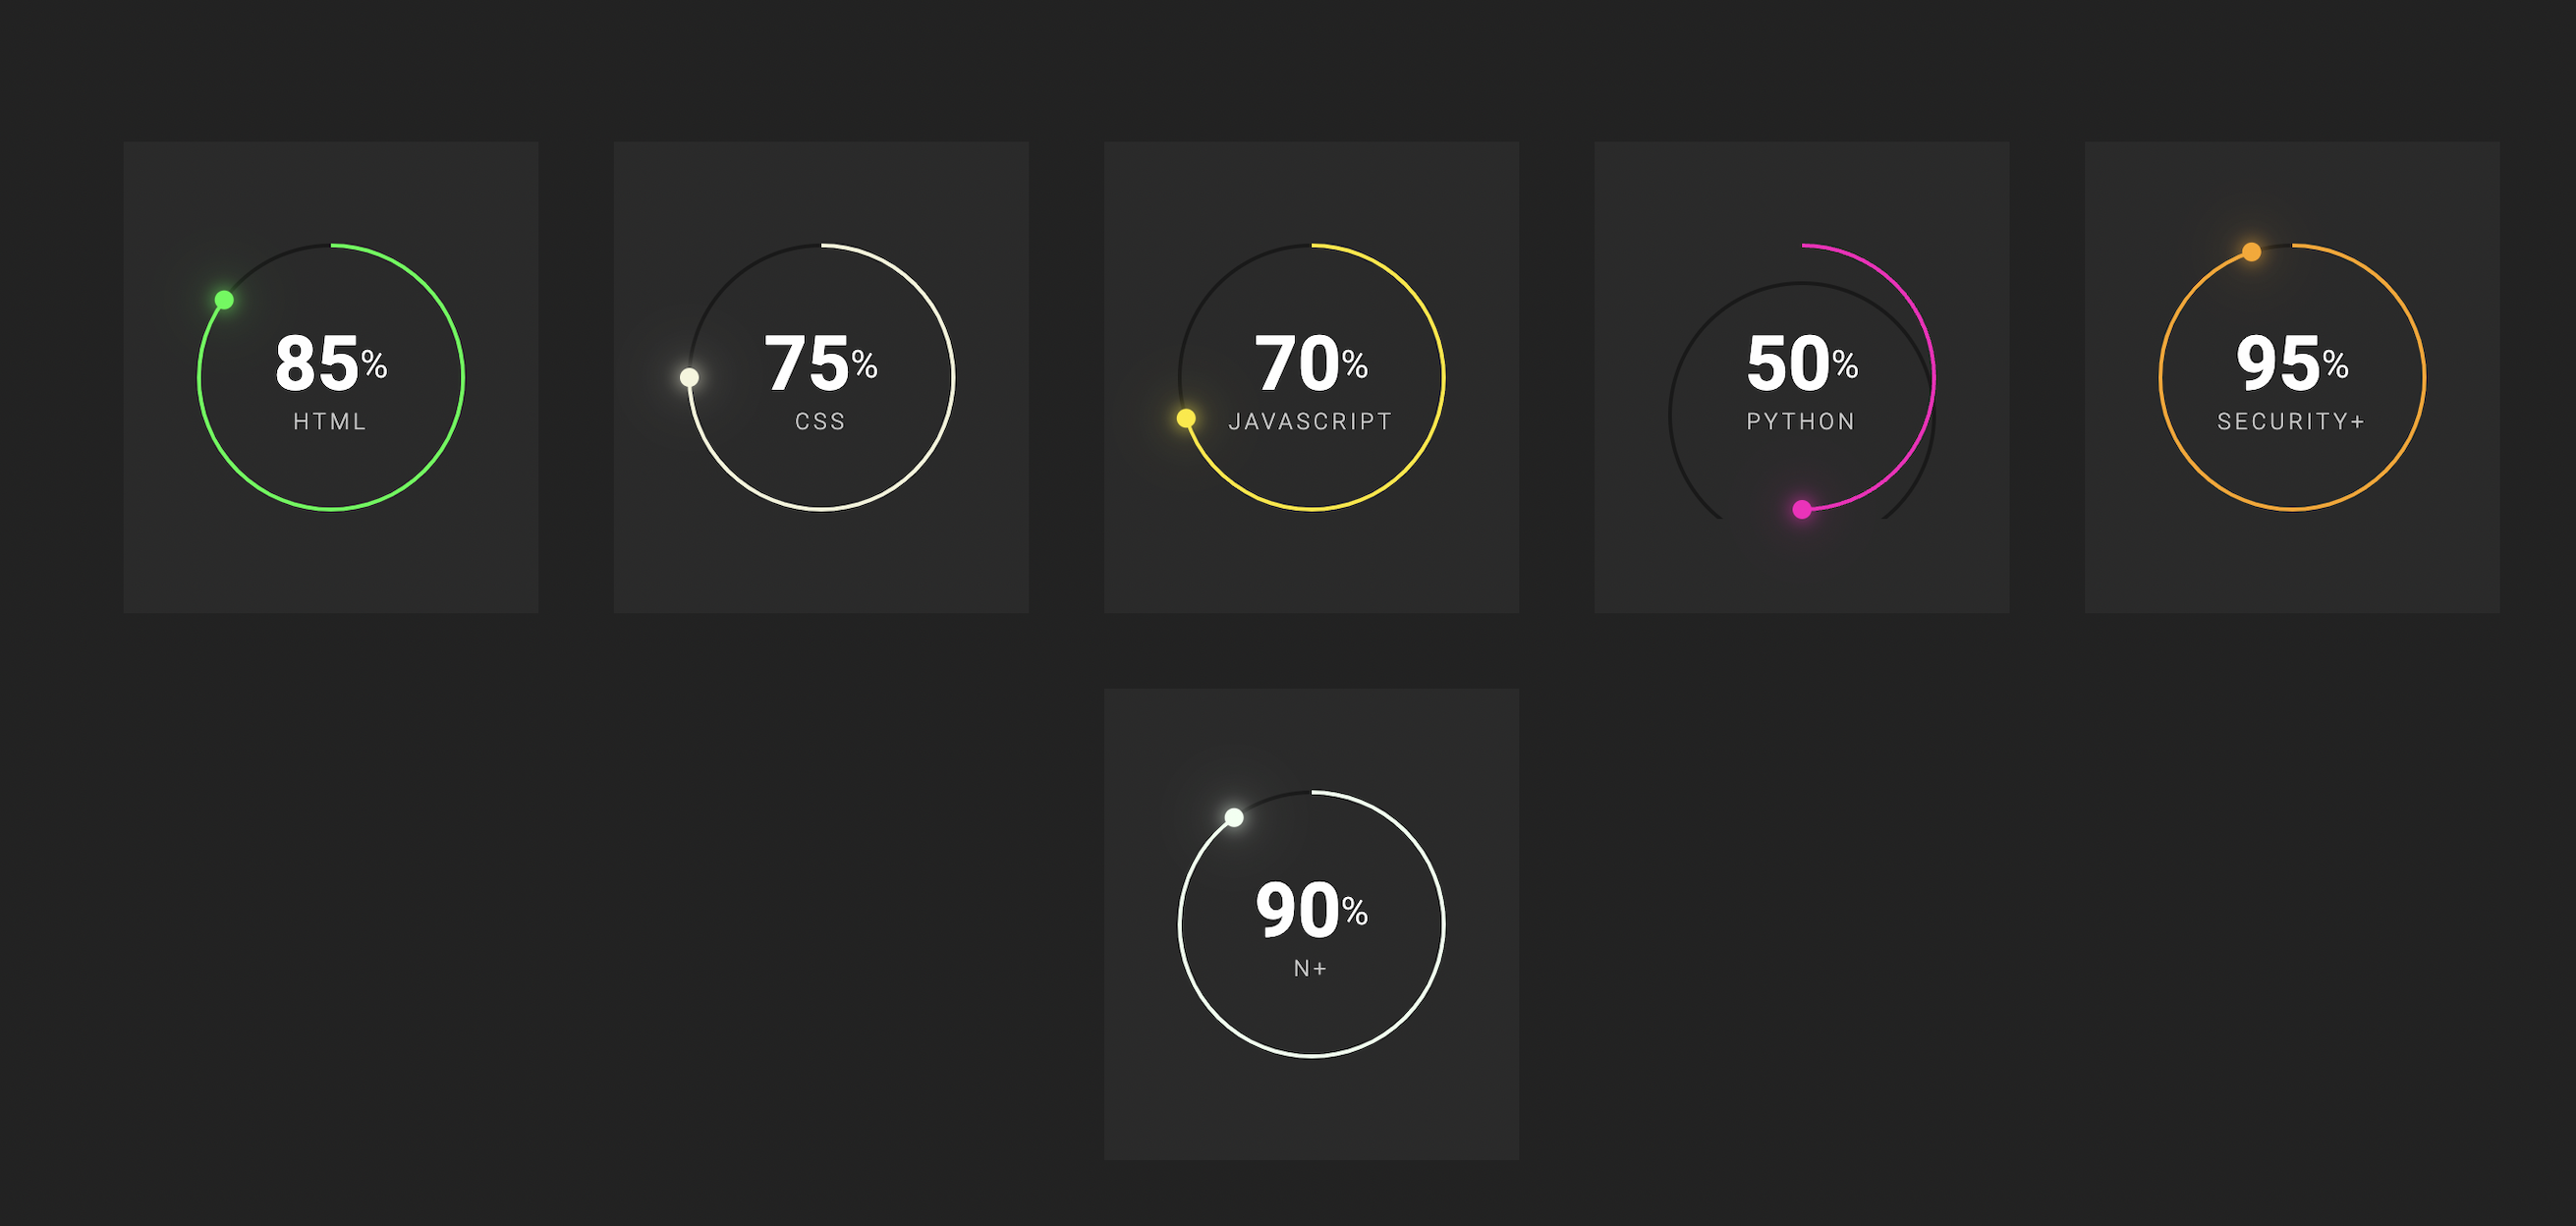 85%
HTML
75%
CSS
70%
JAVASCRIPT
50%
PYTHON
95%
SECURITY+
90%
N+